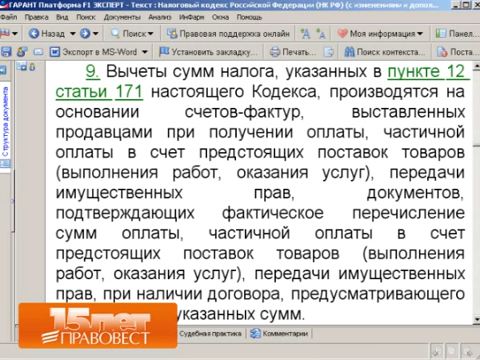 ГАРАНТ Платформа F1 ЭКСПЕРТ - Текст : Налоговый кодекс Российской Федерации (НК РФ) (с изменениями и допол
Правка Вид Поиск Документы Анализ ИнФарм Окна Помощь
Назад Поиск Правовая поддержка онлайн Моя информация Панел
Экспорт в MS-Word Установить закладку... Печать... Поиск контекста... Поста
Структура документа
9. Вычеты сумм налога, указанных в пункте 12
статьи 171 настоящего Кодекса, производятся на
основании счетов-фактур, выставленных
продавцами при получении оплаты, частичной
оплаты в счет предстоящих поставок товаров
(выполнения работ, оказания услуг), передачи
имущественных прав, документов,
подтверждающих фактическое перечисление
сумм оплаты, частичной оплаты в счет
предстоящих поставок товаров (выполнения
работ, оказания услуг), передачи имущественных
прав, при наличии договора, предусматривающего
указанных сумм.
15 лет
ПРАВОВЕСТ
Судебная практика Комментарии